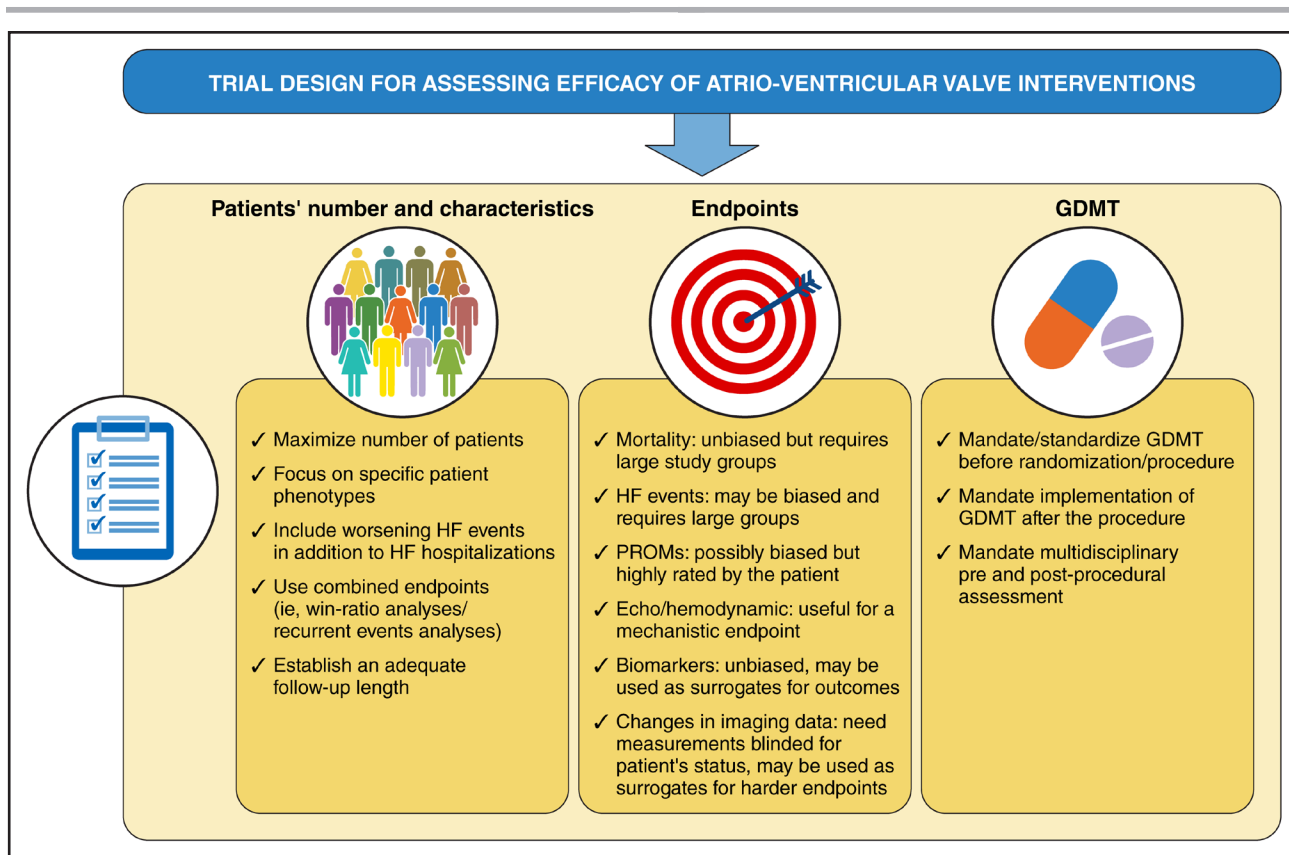 TRIAL DESIGN FOR ASSESSING EFFICACY OF ATRIO-VENTRICULAR VALVE INTERVENTIONS
Patients' number and characteristics
✓ Maximize number of patients
✓ Focus on specific patient
phenotypes
✓ Include worsening HF events
in addition to HF hospitalizations
✓ Use combined endpoints
(ie, win-ratio analyses/
recurrent events analyses)
✓ Establish an adequate
follow-up length
Endpoints
✓ Mortality: unbiased but requires
large study groups
✓ HF events: may be biased and
requires large groups
✓ PROMs: possibly biased but
highly rated by the patient
✓ Echo/hemodynamic: useful for a
mechanistic endpoint
✓ Biomarkers: unbiased, may be
used as surrogates for outcomes
✓ Changes in imaging data: need
measurements blinded for
patient's status, may be used as
surrogates for harder endpoints
GDMT
✓ Mandate/standardize GDMT
before randomization/procedure
✓ Mandate implementation of
GDMT after the procedure
✓ Mandate multidisciplinary
pre and post-procedural
assessment